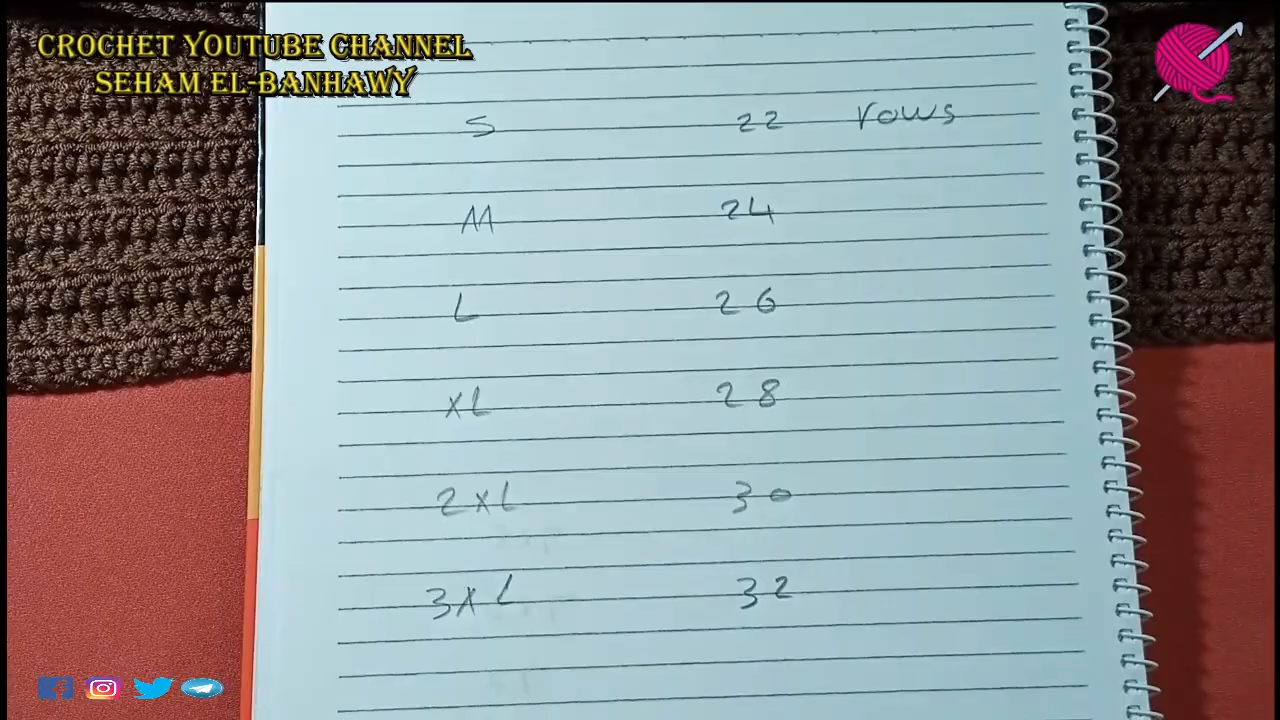 CROCHET YOUTUBE CHANNEL
SEHAM EL-BANHAWY
S 22 rows
M 24
L 26
XL 28
2XL 30
3XL 32